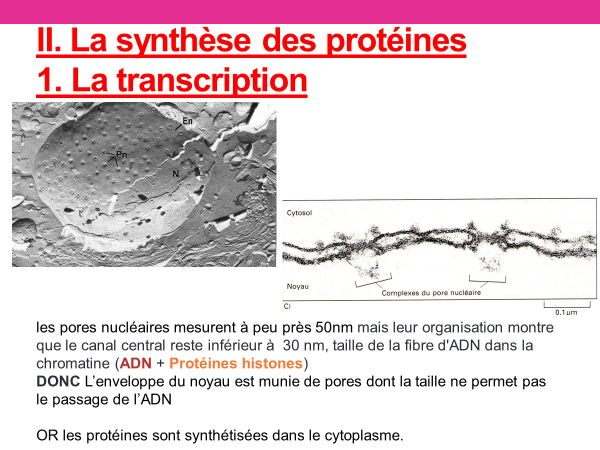 II. La synthèse des protéines
1. La transcription
En
Pn
N
Cytosol
Noyau
Complexes du pore nucléaire
C)
0.1um
les pores nucléaires mesurent à peu près 50nm mais leur organisation montre
que le canal central reste inférieur à  30 nm, taille de la fibre d'ADN dans la
chromatine (ADN + Protéines histones)
DONC L'enveloppe du noyau est munie de pores dont la taille ne permet pas
le passage de l'ADN
OR les protéines sont synthétisées dans le cytoplasme.